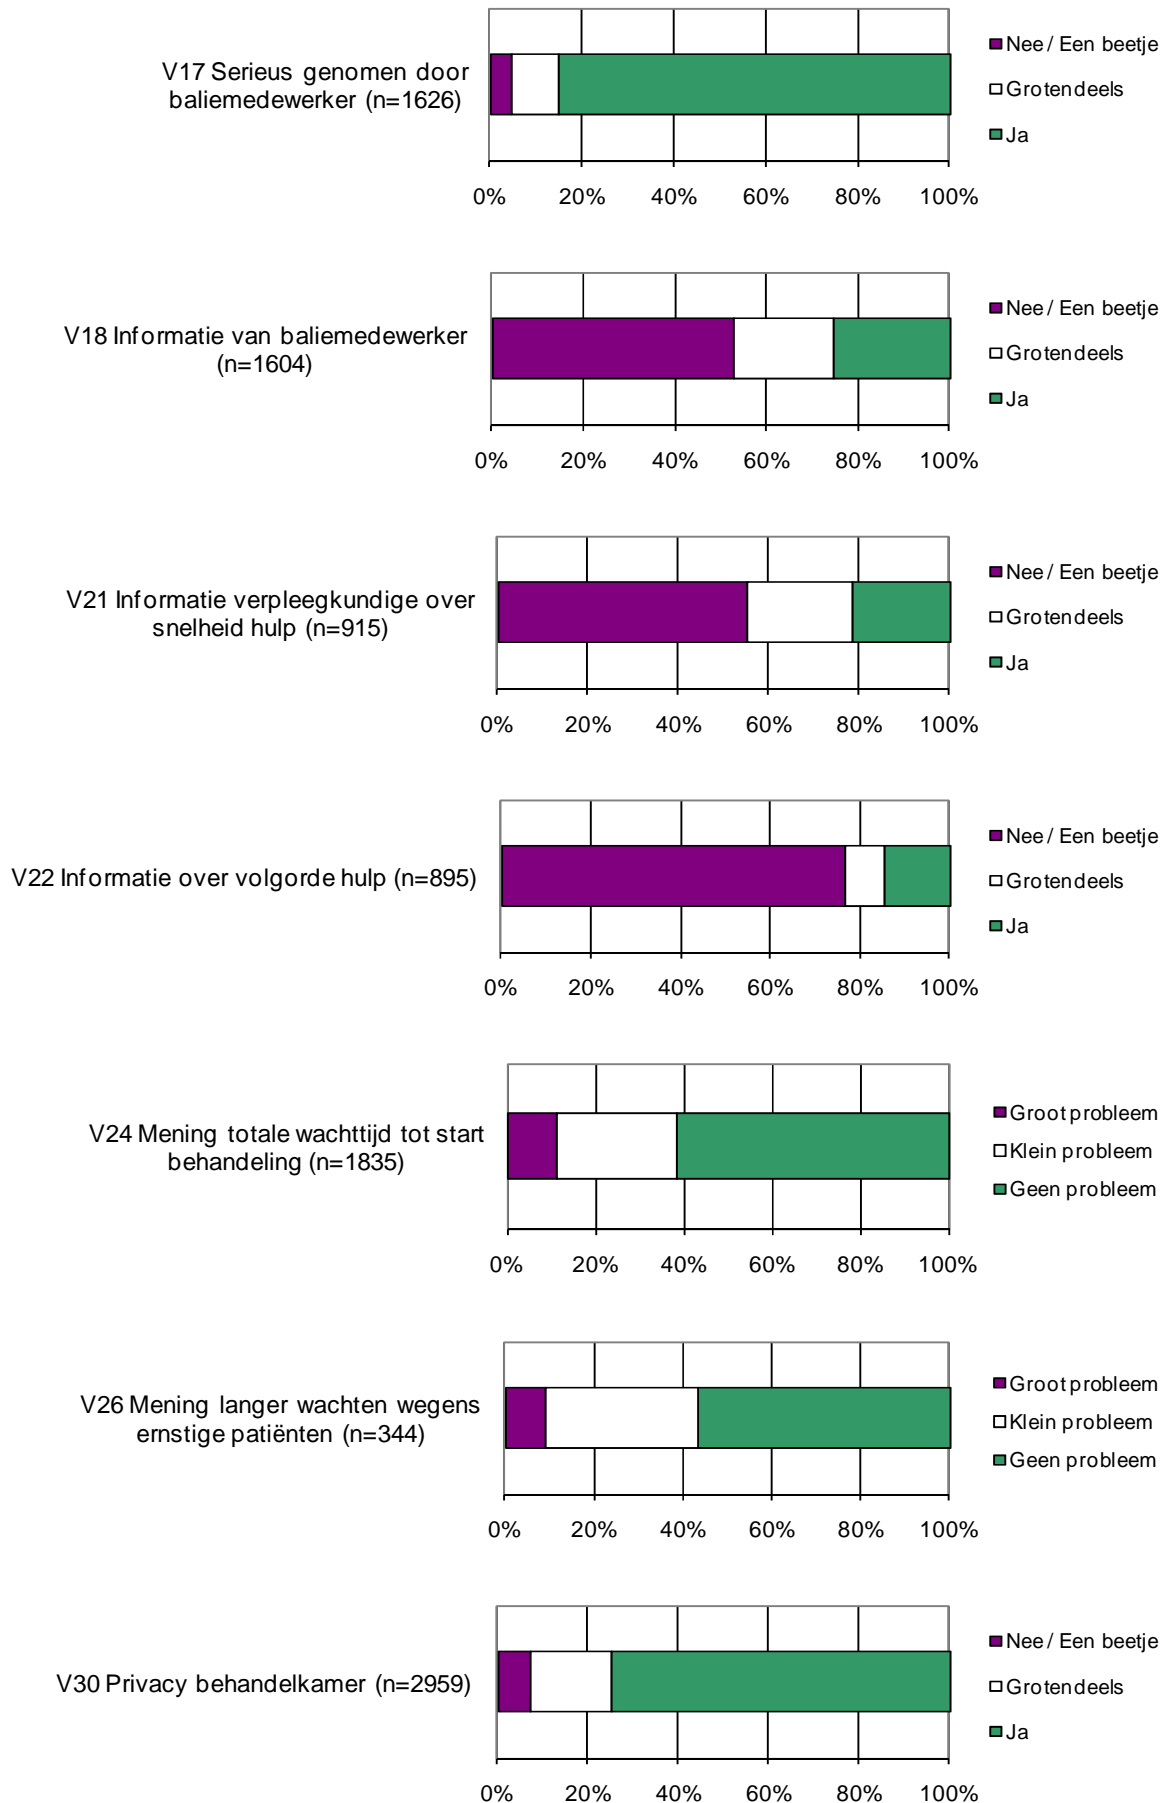 V17 Serieus genomen door
baliemedewerker (n=1626)
Nee / Een beetje
Grotendeels
Ja
0% 20% 40% 60% 80% 100%
V18 Informatie van baliemedewerker
(n=1604)
Nee / Een beetje
Grotendeels
Ja
0% 20% 40% 60% 80% 100%
V21 Informatie verpleegkundige over
snelheid hulp (n=915)
Nee / Een beetje
Grotendeels
Ja
0% 20% 40% 60% 80% 100%
V22 Informatie over volgorde hulp (n=895)
Nee / Een beetje
Grotendeels
Ja
0% 20% 40% 60% 80% 100%
V24 Mening totale wachttijd tot start
behandeling (n=1835)
Groot probleem
Klein probleem
Geen probleem
0% 20% 40% 60% 80% 100%
V26 Mening langer wachten wegens
ernstige patiënten (n=344)
Groot probleem
Klein probleem
Geen probleem
0% 20% 40% 60% 80% 100%
V30 Privacy behandelkamer (n=2959)
Nee / Een beetje
Grotendeels
Ja
0% 20% 40% 60% 80% 100%